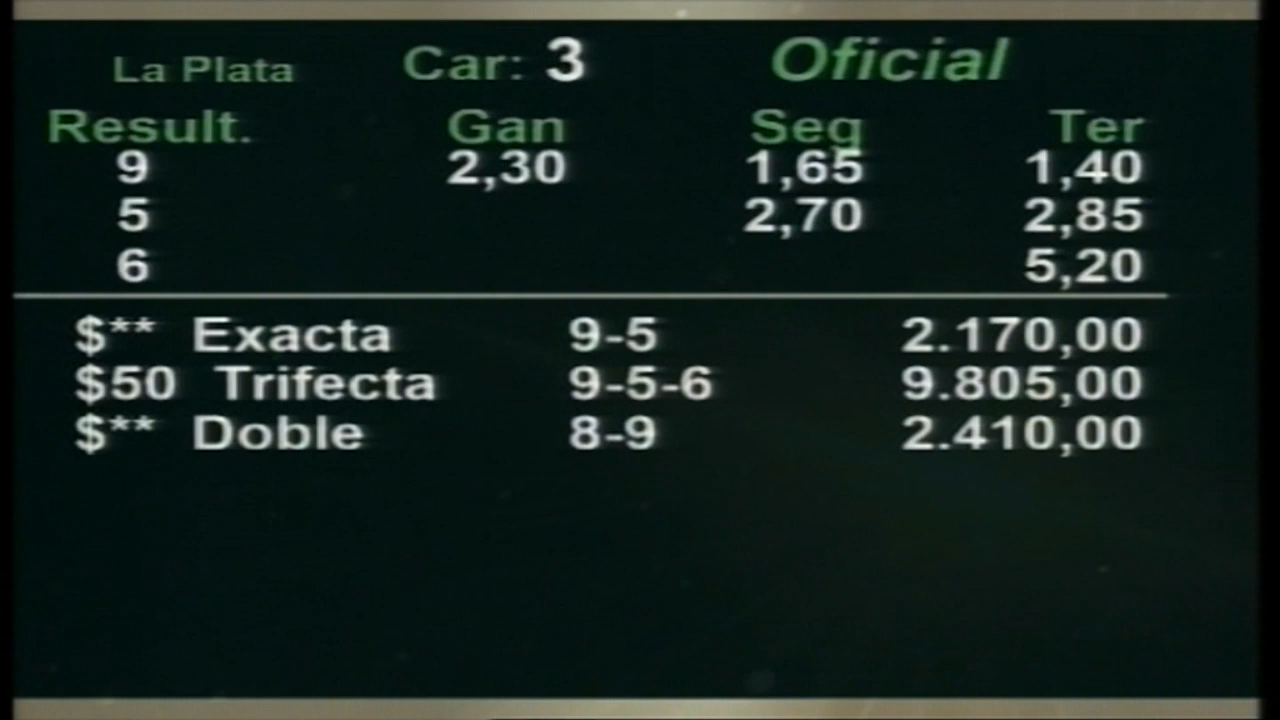 La Plata Car: 3 Oficial
Result. Gan Seg Ter
9 2,30 1,65 1,40
5 2,70 2,85
6 5,20
$** Exacta 9-5 2.170,00
$50 Trifecta 9-5-6 9.805,00
$** Doble 8-9 2.410,00